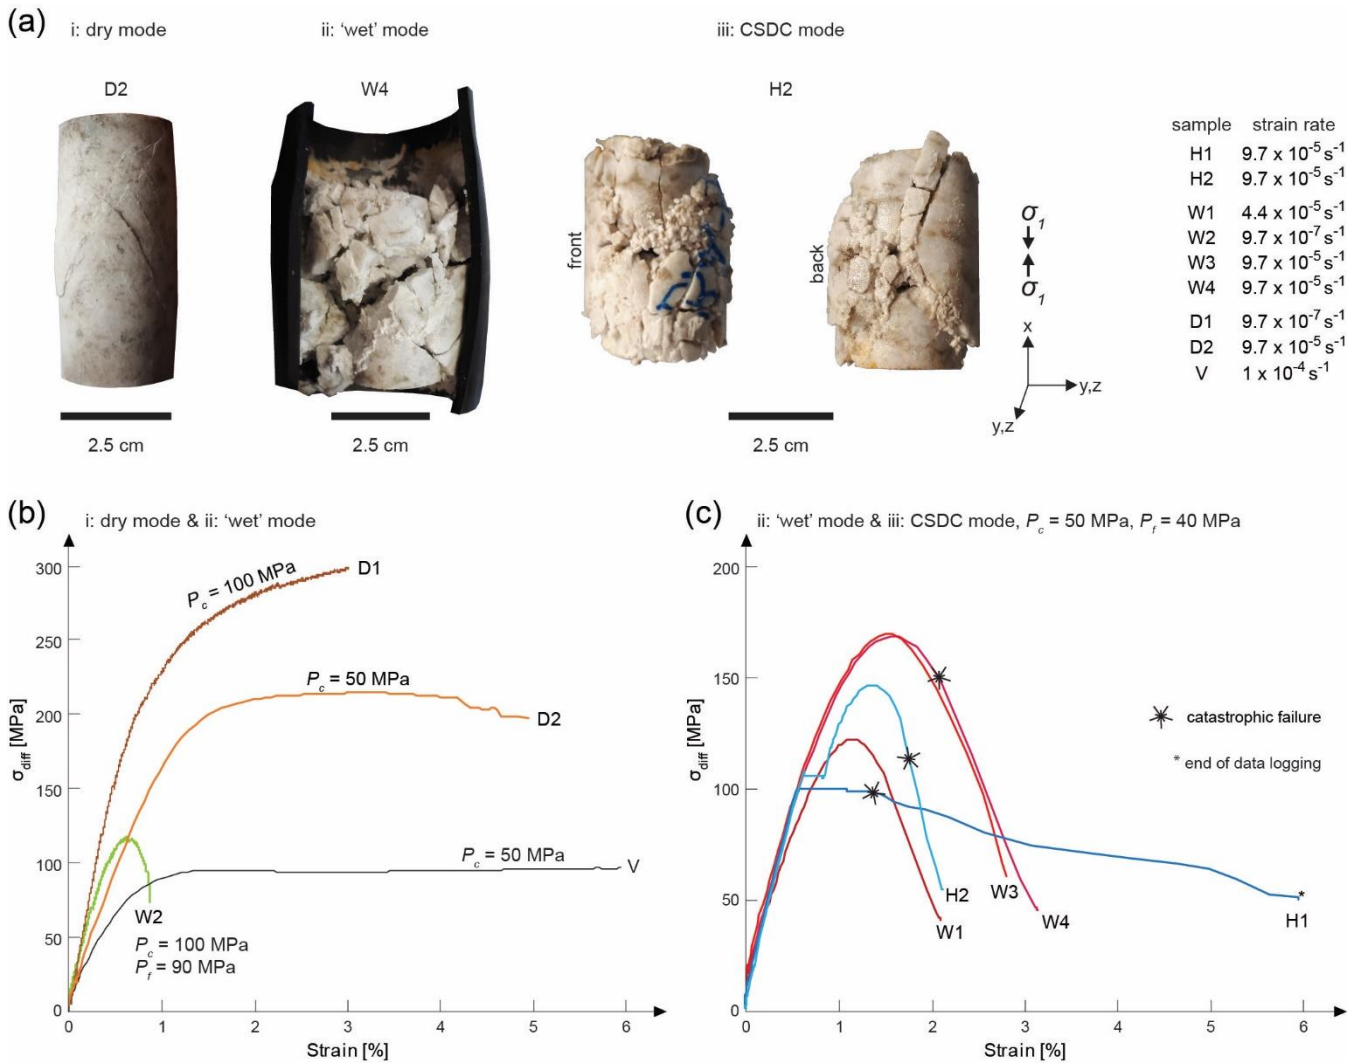 (a)
i: dry mode
ii: ‘wet’ mode
iii: CSDC mode
D2
W4
H2
front
back
2.5 cm
2.5 cm
2.5 cm
σ₁
σ₁
x
y,z
y,z
sample strain rate
H1 9.7 x 10⁻⁵ s⁻¹
H2 9.7 x 10⁻⁵ s⁻¹
W1 4.4 x 10⁻⁵ s⁻¹
W2 9.7 x 10⁻⁷ s⁻¹
W3 9.7 x 10⁻⁵ s⁻¹
W4 9.7 x 10⁻⁵ s⁻¹
D1 9.7 x 10⁻⁷ s⁻¹
D2 9.7 x 10⁻⁵ s⁻¹
V 1 x 10⁻⁴ s⁻¹
(b)
i: dry mode & ii: ‘wet’ mode
σdiff [MPa]
300
250
200
150
100
50
0
0 1 2 3 4 5 6
Strain [%]
Pc = 100 MPa
D1
Pc = 50 MPa
D2
Pc = 50 MPa
V
W2
Pc = 100 MPa
Pf = 90 MPa
(c)
ii: ‘wet’ mode & iii: CSDC mode, Pc = 50 MPa, Pf = 40 MPa
σdiff [MPa]
200
150
100
50
0
0 1 2 3 4 5 6
Strain [%]
catastrophic failure
* end of data logging
W1
H2
W3
W4
H1
*